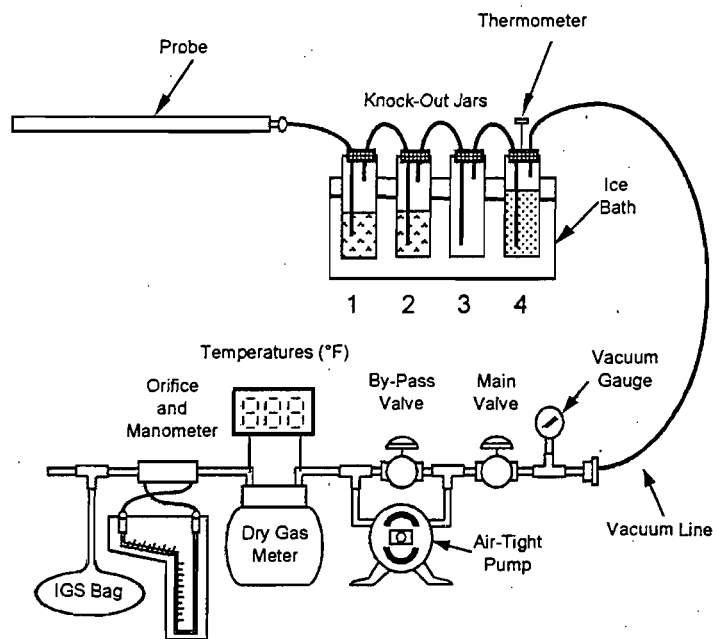 Thermometer
Probe
Knock-Out Jars
Ice
Bath
1 2 3 4
Temperatures (°F)
Vacuum
Gauge
By-Pass
Valve
Main
Valve
Orifice
and
Manometer
Dry Gas
Meter
Air-Tight
Pump
Vacuum Line
IGS Bag